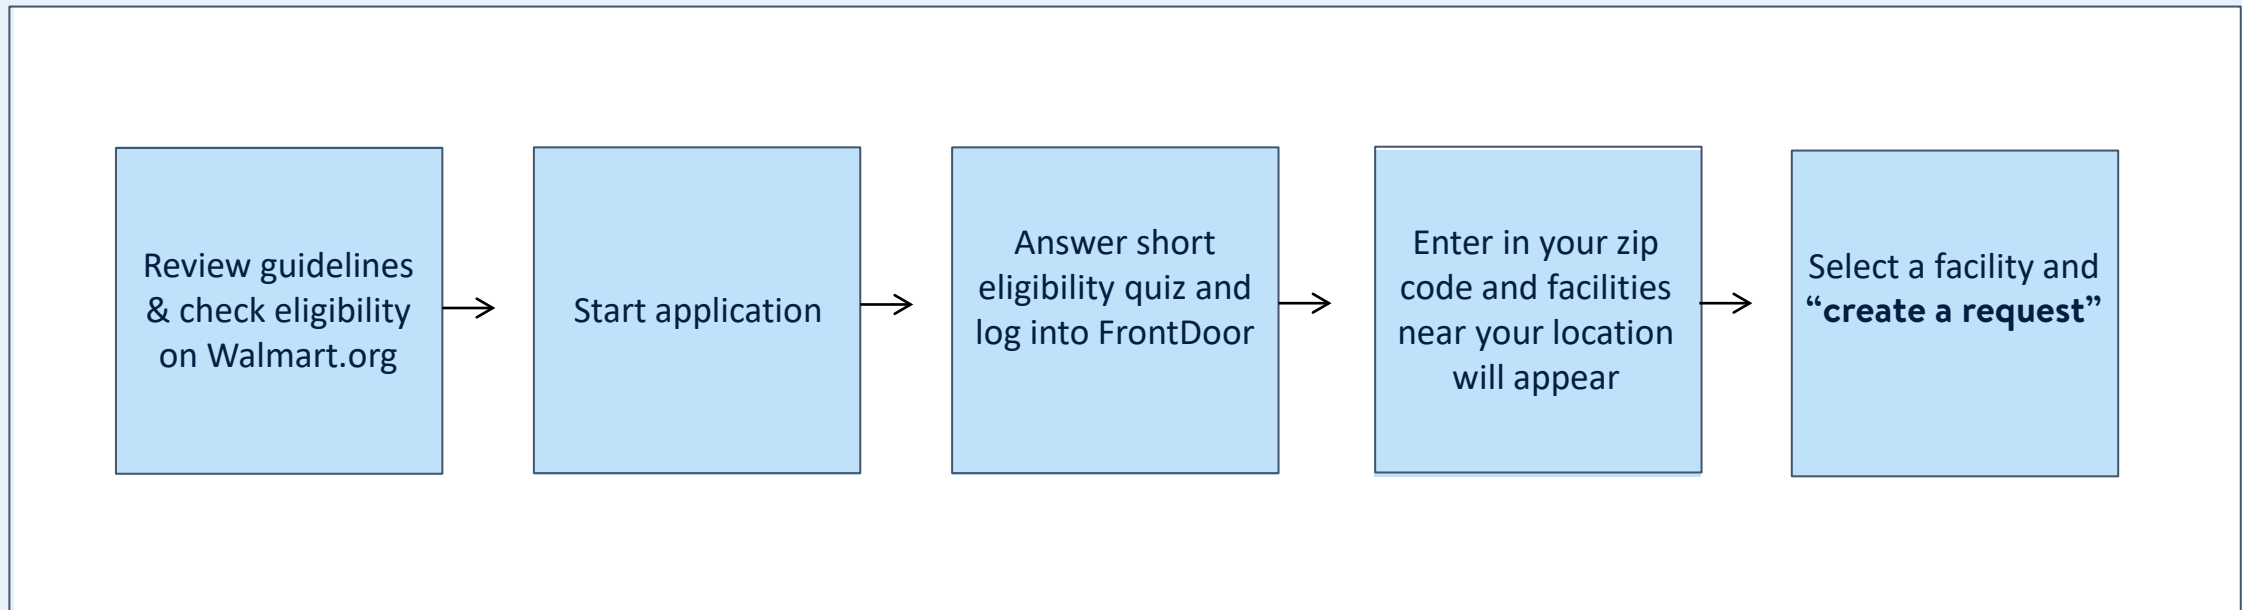 Review guidelines
& check eligibility
on Walmart.org
Start application
Answer short
eligibility quiz and
log into FrontDoor
Enter in your zip
code and facilities
near your location
will appear
Select a facility and
“create a request”